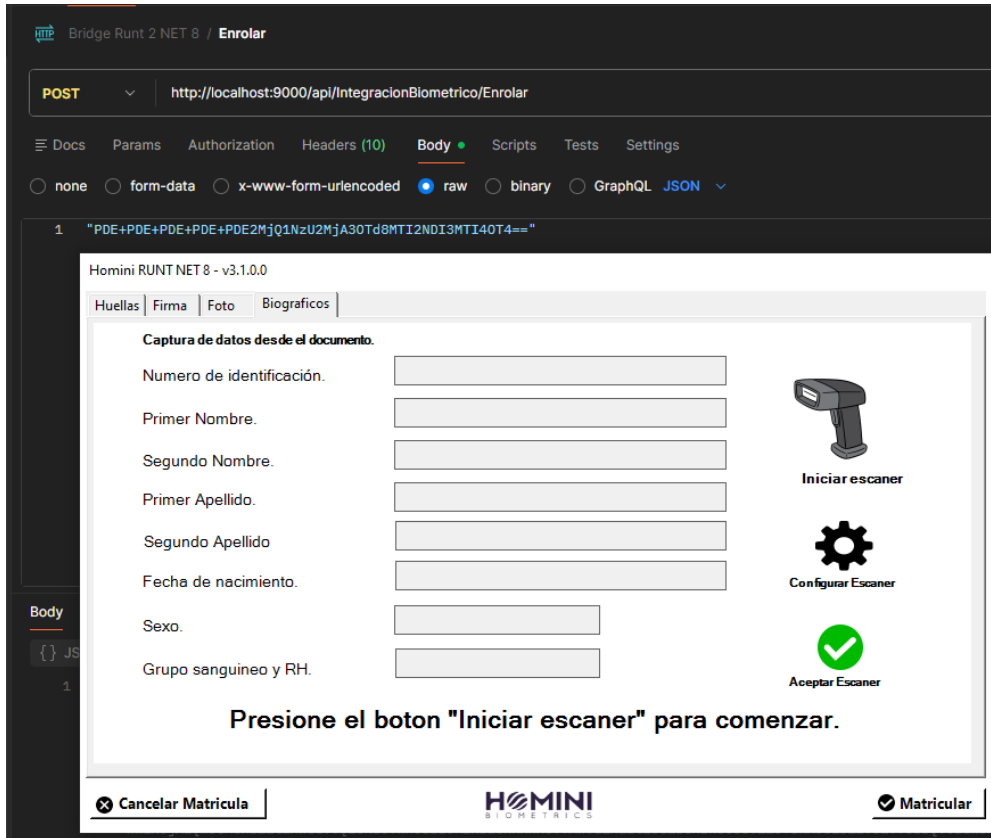 HTTP Bridge Runt 2 NET 8 / Enrolar
POST http://localhost:9000/api/IntegracionBiometrico/Enrolar
Docs Params Authorization Headers (10) Body Scripts Tests Settings
none form-data x-www-form-urlencoded raw binary GraphQL JSON
1 "PDE+PDE+PDE+PDE+PDE2MjQ1NzU2MjA3OTd8MTI2NDI3MTI4OT4=="
Homini RUNT NET 8 - v3.1.0.0
Huellas Firma Foto Biograficos
Captura de datos desde el documento.
Numero de identificación.
Primer Nombre.
Segundo Nombre.
Iniciar escaner
Primer Apellido.
Segundo Apellido
Fecha de nacimiento.
Configurar Escaner
Body
Sexo.
{} JS
Grupo sanguineo y RH.
Aceptar Escaner
1
Presione el boton "Iniciar escaner" para comenzar.
Cancelar Matricula
HOMINI
BIOMETRICS
Matricular